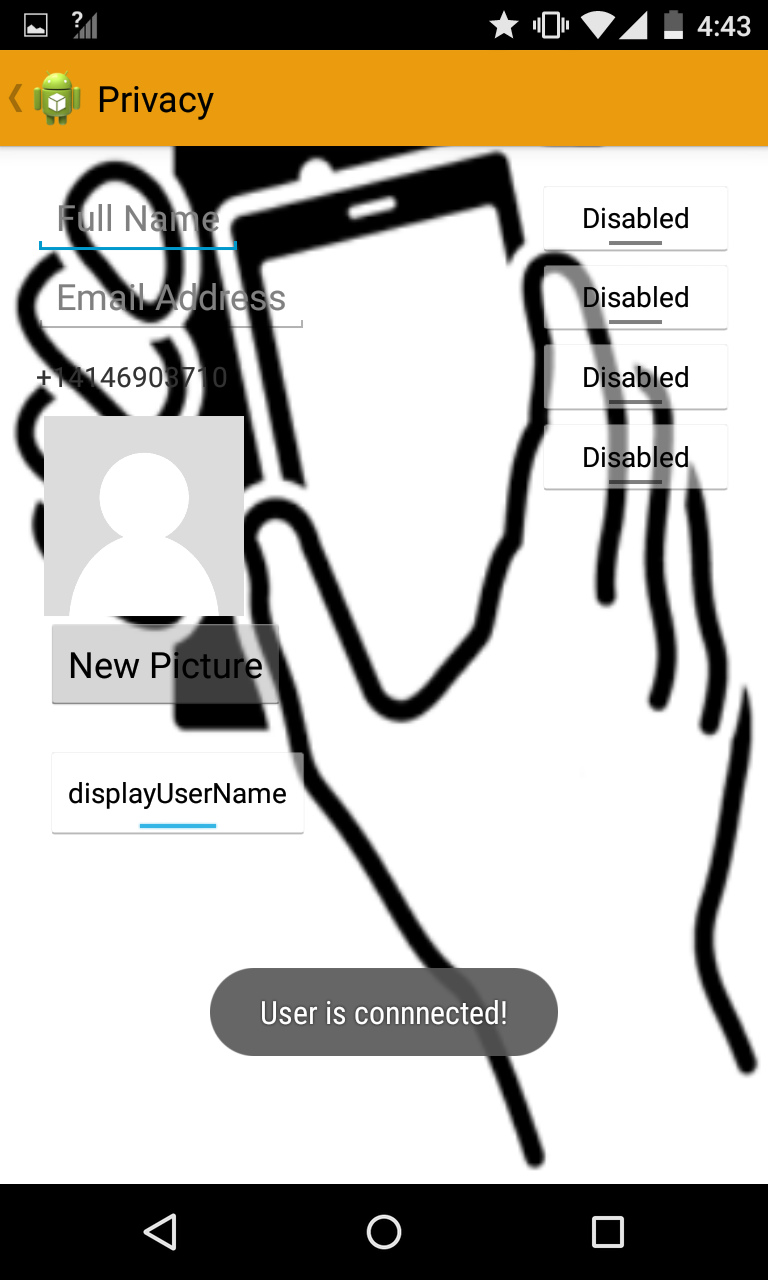 ?
4:43
Privacy
Full Name
Disabled
Email Address
Disabled
+14146903710
Disabled
Disabled
New Picture
displayUserName
User is connnected!